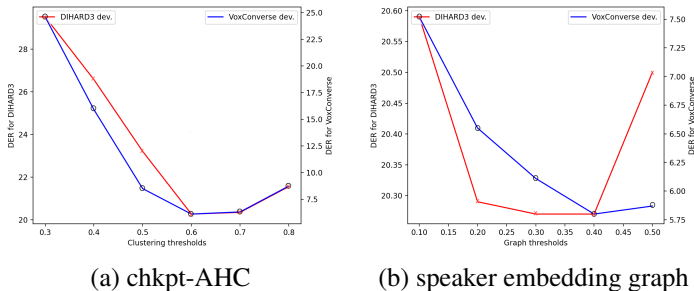 DIHARD3 dev.
VoxConverse dev.
28
26
24
22
20
25.0
22.5
20.0
17.5
15.0
12.5
10.0
7.5
DER for DIHARD3
DER for VoxConverse
0.3 0.4 0.5 0.6 0.7 0.8
Clustering thresholds
(a) chkpt-AHC
DIHARD3 dev.
VoxConverse dev.
20.60
20.55
20.50
20.45
20.40
20.35
20.30
7.50
7.25
7.00
6.75
6.50
6.25
6.00
5.75
DER for DIHARD3
DER for VoxConverse
0.10 0.15 0.20 0.25 0.30 0.35 0.40 0.45 0.50
Graph thresholds
(b) speaker embedding graph